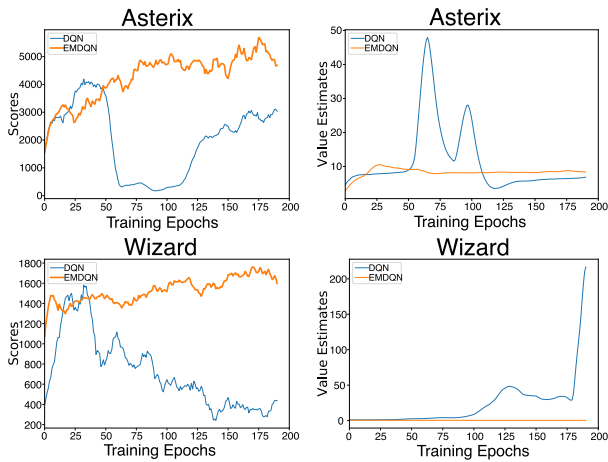 Asterix
DQN
EMDQN
5000
4000
3000
2000
1000
0
Scores
0 25 50 75 100 125 150 175 200
Training Epochs
Asterix
DQN
EMDQN
50
40
30
20
10
Value Estimates
0 25 50 75 100 125 150 175 200
Training Epochs
Wizard
DQN
EMDQN
1800
1600
1400
1200
1000
800
600
400
200
Scores
0 25 50 75 100 125 150 175 200
Training Epochs
Wizard
DQN
EMDQN
200
150
100
50
0
Value Estimates
0 25 50 75 100 125 150 175 200
Training Epochs